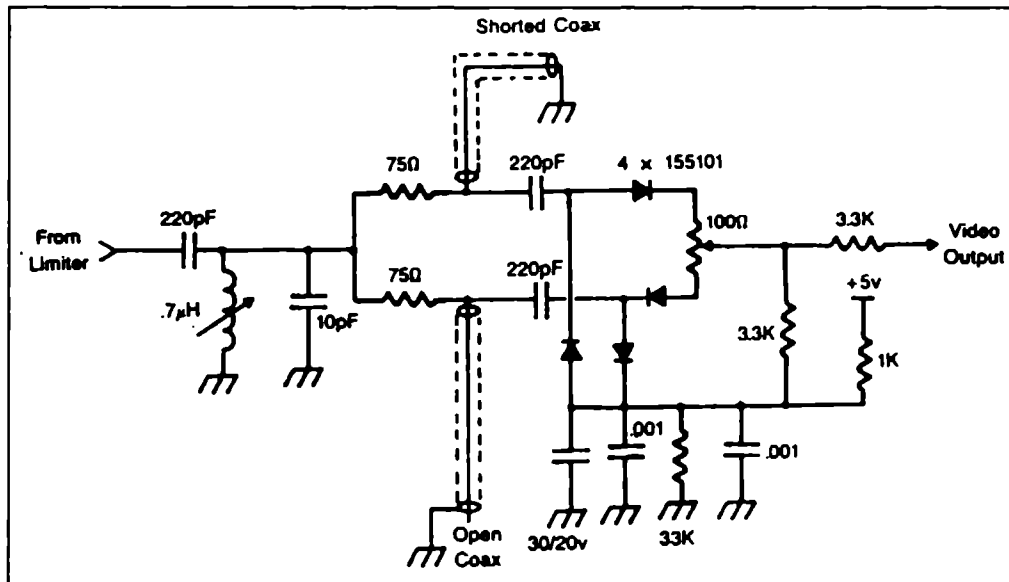 Shorted Coax
75Ω
220pF
4 x 155101
220pF
100Ω
3.3K
From
Limiter
Video
Output
75Ω
220pF
+5v
.7μH
10pF
3.3K
1K
.001
.001
Open
Coax
30/20v
33K